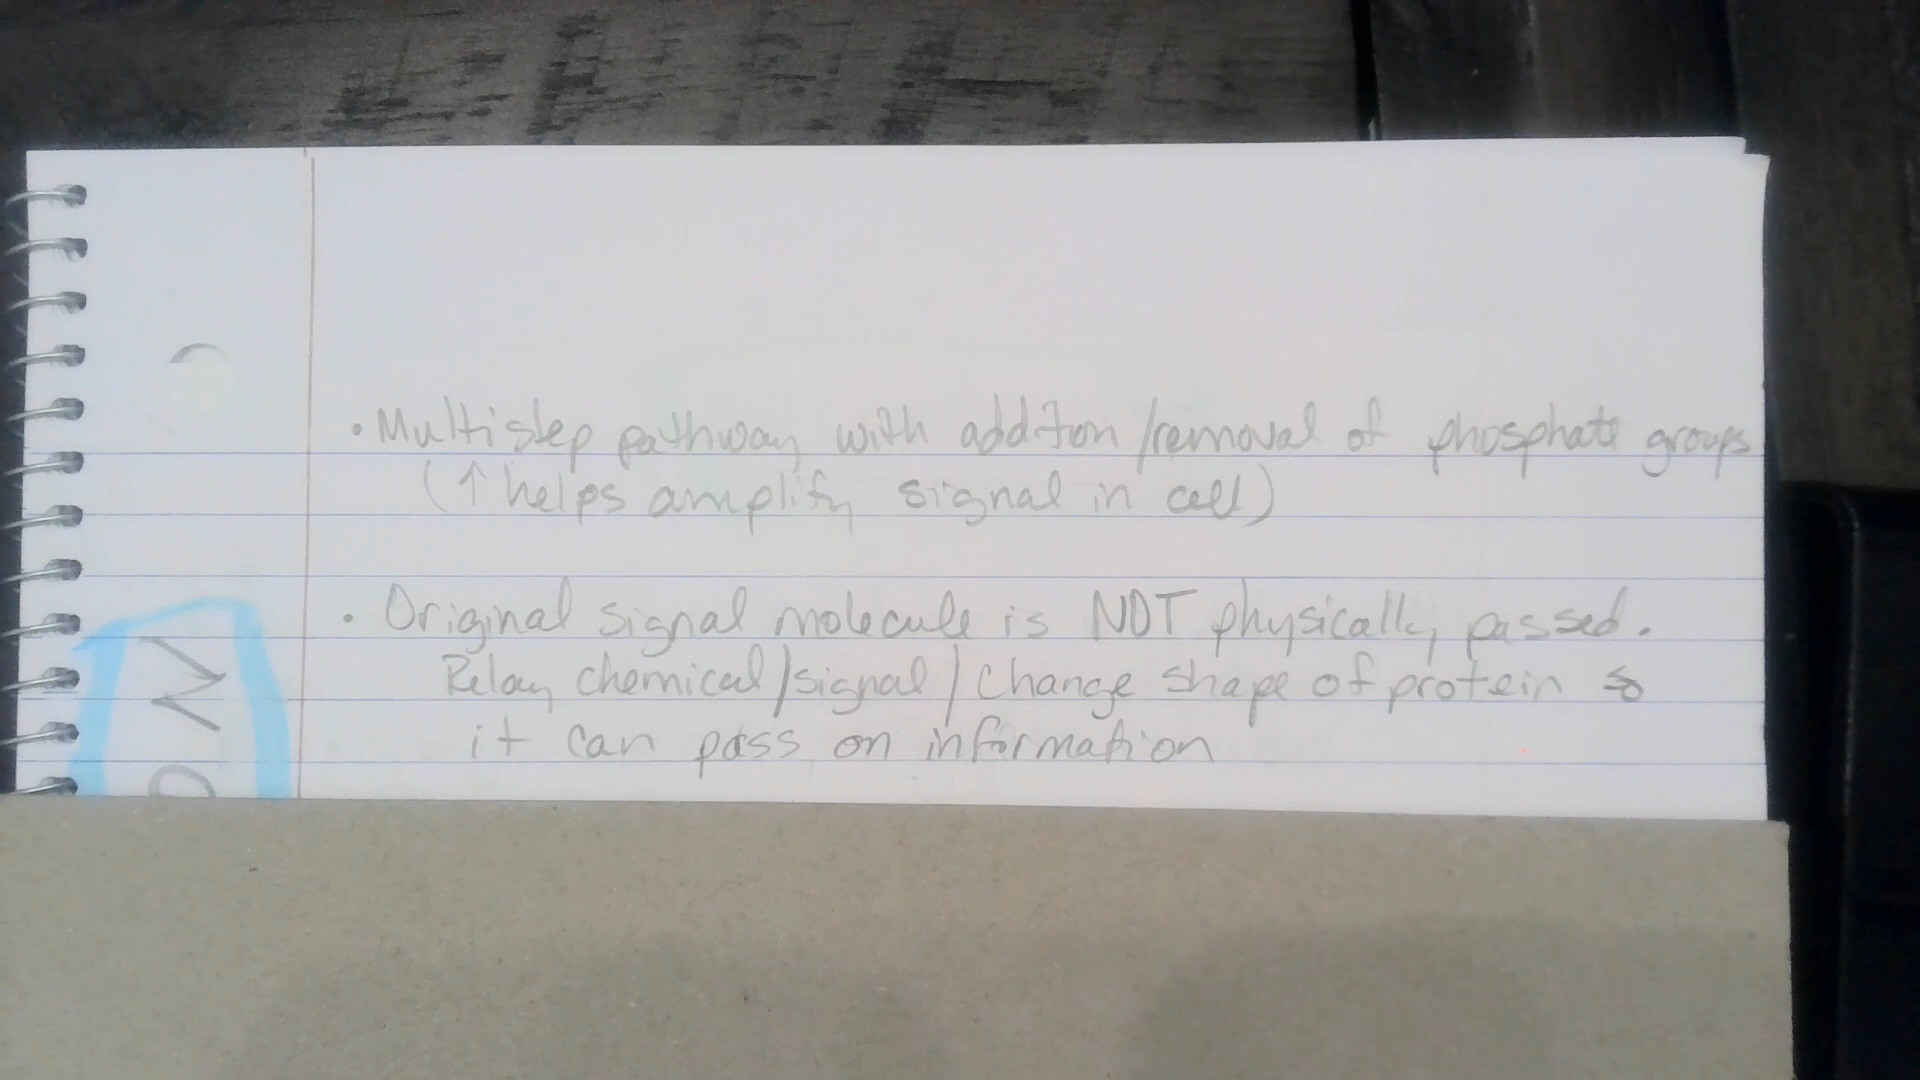 • Multistep pathway with addition/removal of phosphate groups
(↑ helps amplify signal in cell)
• Original signal molecule is NOT physically passed.
Relay chemical/signal/change shape of protein so
it can pass on information